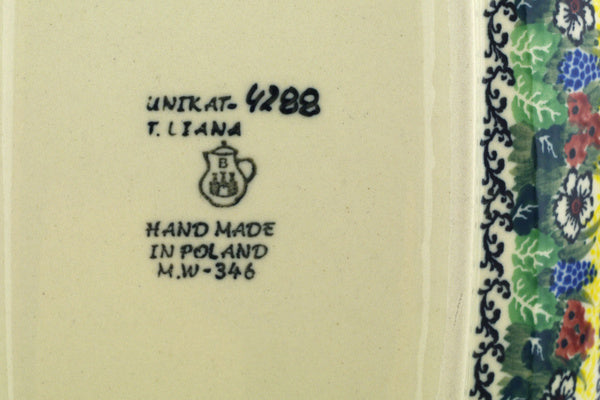 UNIKAT- 4288
T. LIANA
B
HAND MADE
IN POLAND
M.W-346